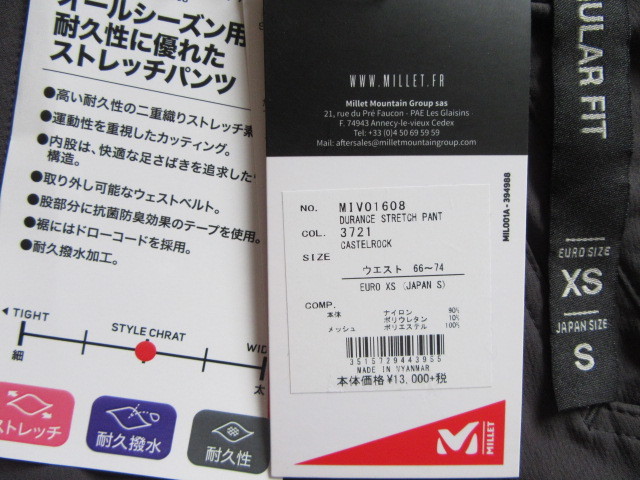 オールシーズン用
耐久性に優れた
ストレッチパンツ
●高い耐久性の二重織りストレッチ素
●運動性を重視したカッティング。
●内股は、快適な足さばきを追求した
構造。
●取り外し可能なウェストベルト。
●股部分に抗菌防臭効果のテープを使用。
●裾にはドローコードを採用。
●耐久撥水加工。
TIGHT
STYLE CHRAT
WID
細
太
ストレッチ
耐久撥水
耐久性
WWW.MILLET.FR
Millet Mountain Group sas
21, rue du Pré Faucon - PAE Les Glaisins
F. 74943 Annecy-le-vieux Cedex
Tel: +33 (0)4 50 69 59 59
Mail: aftersales@milletmountaingroup.com
NO. MIV01608
DURANCE STRETCH PANT
COL. 3721
CASTELROCK
SIZE
ウエスト 66～74
EURO XS (JAPAN S)
COMP.
本体 ナイロン 90%
ポリウレタン 10%
メッシュ ポリエステル 100%
3515729443955
MADE IN MYANMAR
本体価格¥13,000+税
MILLET
MIL001A - 394988
ULAR FIT
EURO SIZE
XS
JAPAN SIZE
S